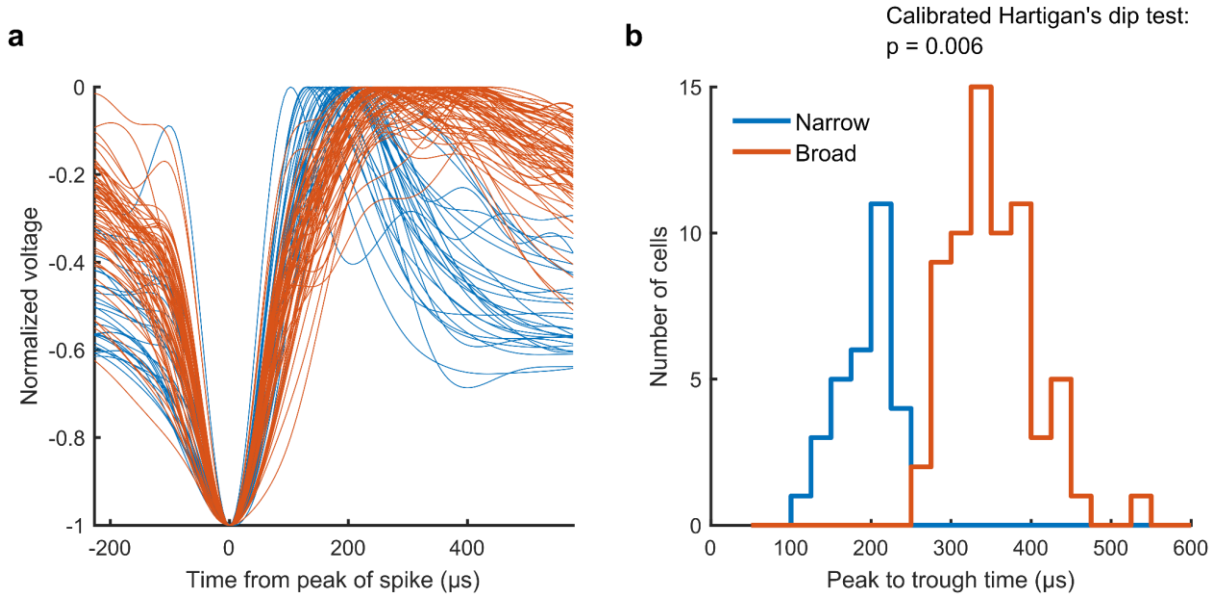 a
0
-0.2
-0.4
-0.6
-0.8
-1
Normalized voltage
-200 0 200 400
Time from peak of spike (µs)
b
Calibrated Hartigan's dip test:
p = 0.006
Narrow
Broad
15
10
5
0
Number of cells
0 100 200 300 400 500 600
Peak to trough time (µs)